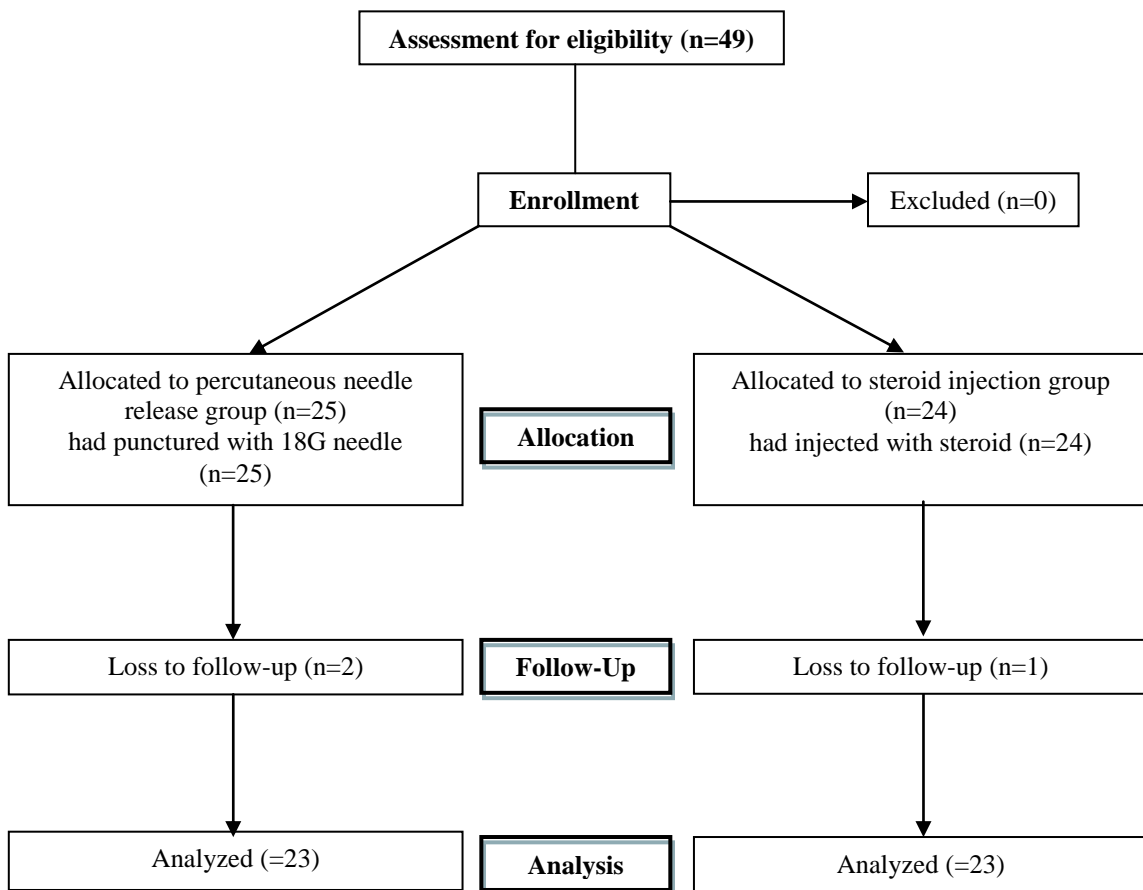 Assessment for eligibility (n=49)
Enrollment
Excluded (n=0)
Allocated to percutaneous needle
release group (n=25)
had punctured with 18G needle
(n=25)
Allocation
Allocated to steroid injection group
(n=24)
had injected with steroid (n=24)
Loss to follow-up (n=2)
Follow-Up
Loss to follow-up (n=1)
Analyzed (=23)
Analysis
Analyzed (=23)